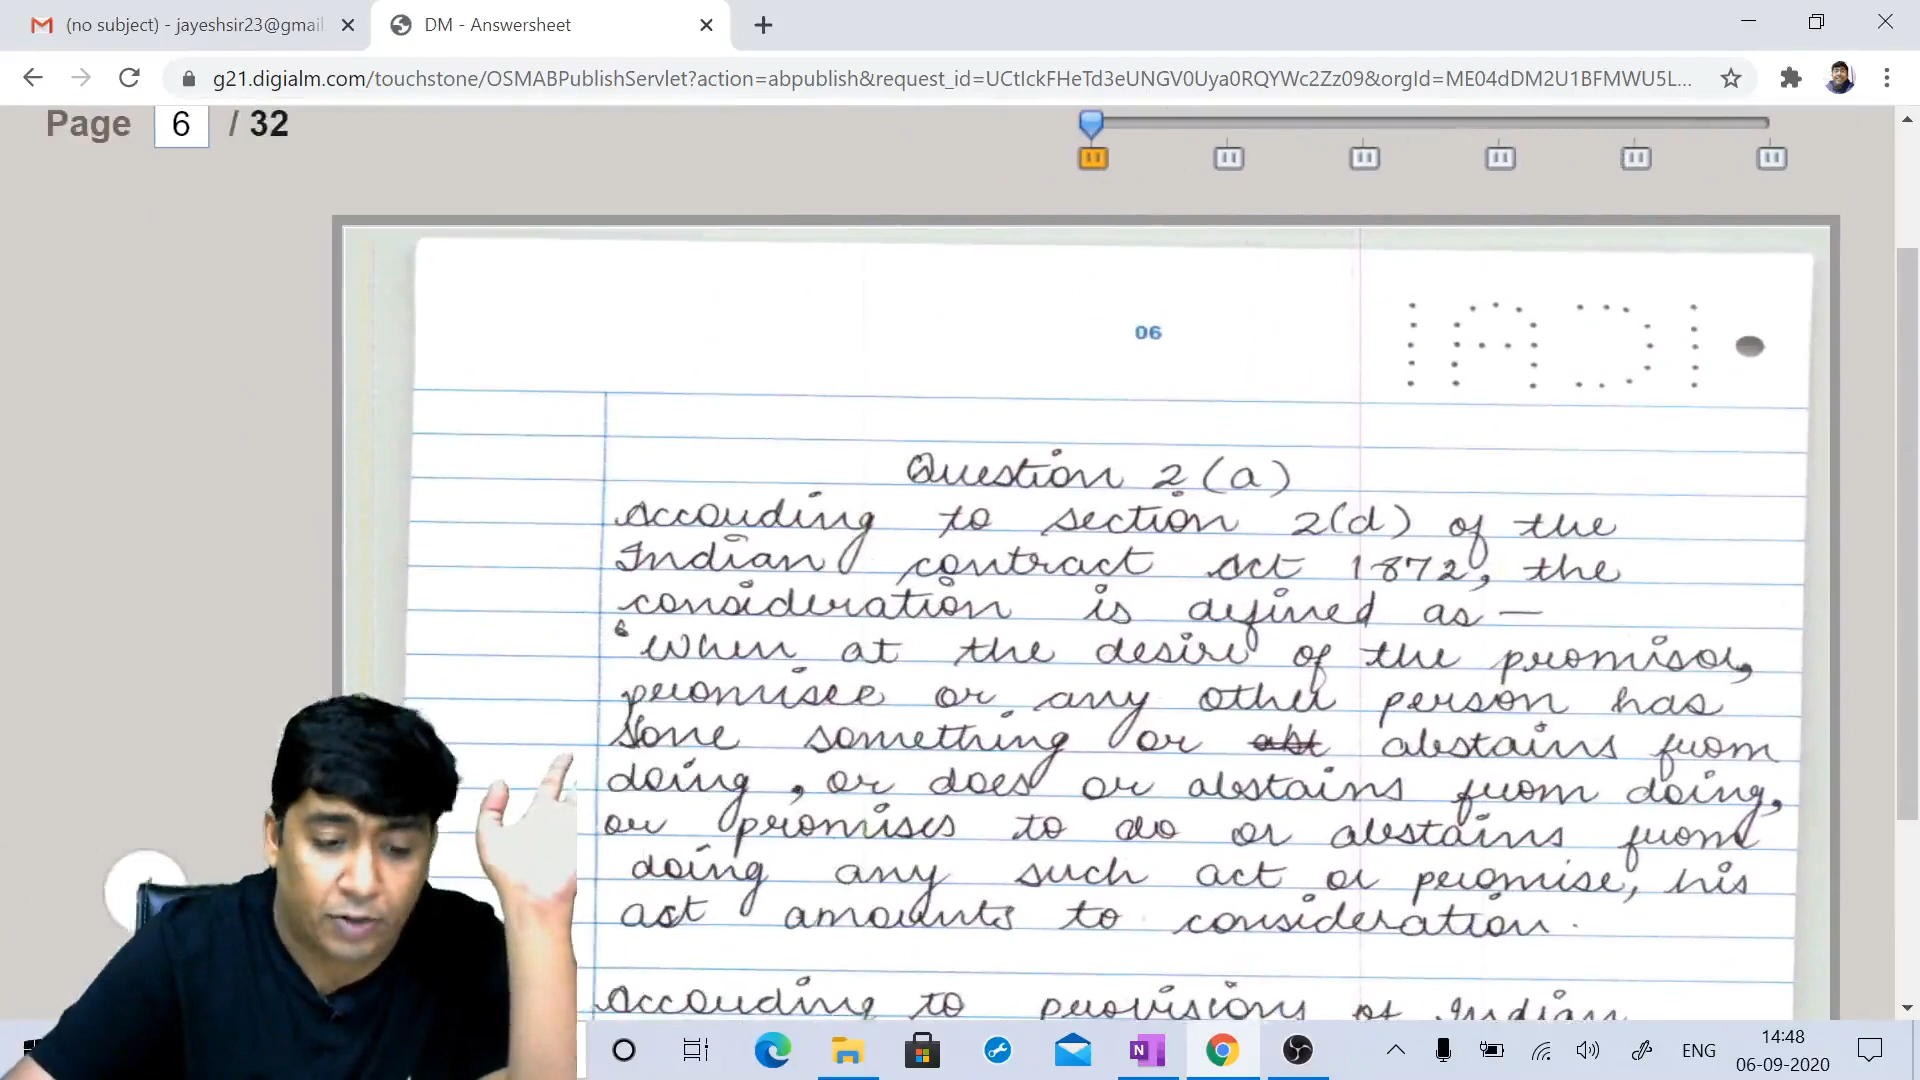 (no subject) - jayeshsir23@gmail
DM - Answersheet
g21.digialm.com/touchstone/OSMABPublishServlet?action=abpublish&request_id=UCtIckFHeTd3eUNGV0Uya0RQYWc2Zz09&orgId=ME04dDM2U1BFMWU5L...
Page 6 / 32
06
IADI
Question 2 (a)
According to section 2(d) of the
Indian contract Act 1872, the
consideration is defined as —
" When at the desire of the promisor,
promisee or any other person has
done something or abt abstains from
doing, or does or abstains from doing,
or promises to do or abstains from
doing any such act or promise, his
act amounts to consideration.
According to provisions of Indian
N
ENG
14:48
06-09-2020